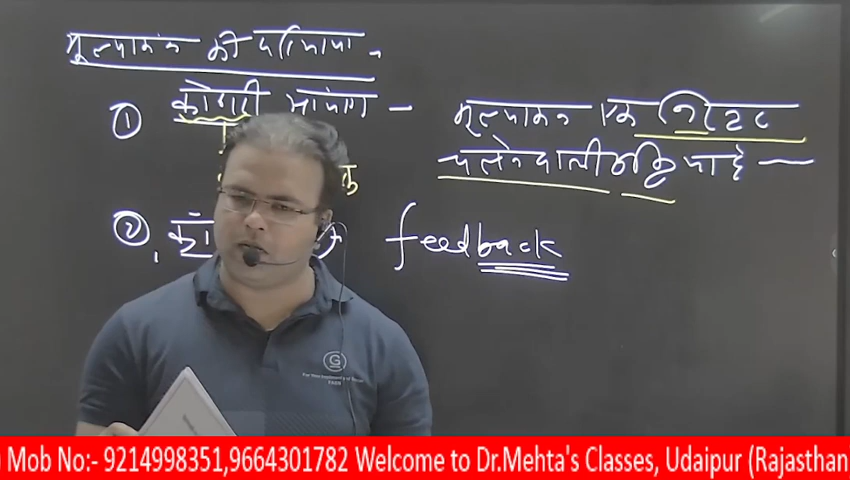 मूल्यांकन की परिभाषा -
① कोठारी आयोग - मूल्यांकन एक निरंतर
चलने वाली प्रक्रिया है -
②
feedback
G
Mob No:- 9214998351,9664301782 Welcome to Dr.Mehta's Classes, Udaipur (Rajasthan